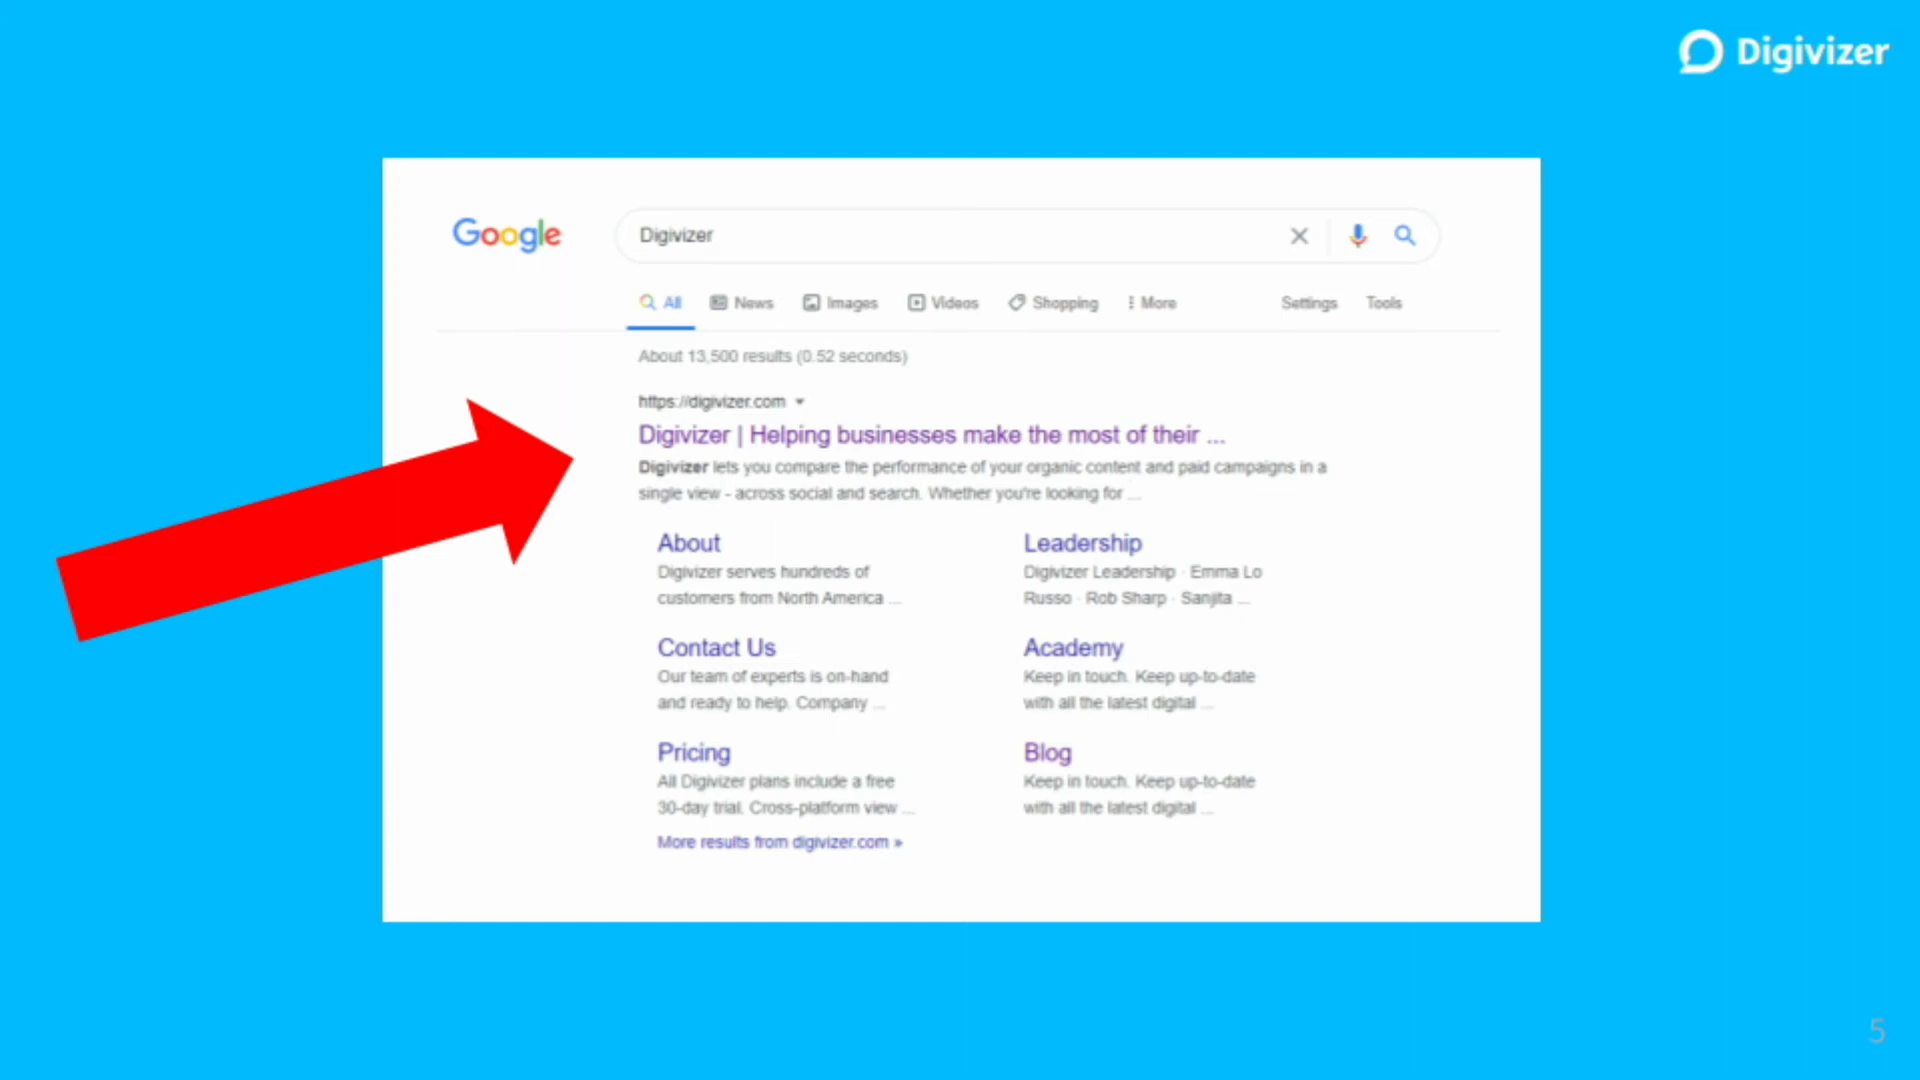 Digivizer
Google
Digivizer
All News Images Videos Shopping More Settings Tools
About 13,500 results (0.52 seconds)
https://digivizer.com
Digivizer | Helping businesses make the most of their ...
Digivizer lets you compare the performance of your organic content and paid campaigns in a
single view - across social and search. Whether you're looking for ...
About
Digivizer serves hundreds of
customers from North America ...
Leadership
Digivizer Leadership · Emma Lo
Russo · Rob Sharp · Sanjita ...
Contact Us
Our team of experts is on-hand
and ready to help. Company ...
Academy
Keep in touch. Keep up-to-date
with all the latest digital ...
Pricing
All Digivizer plans include a free
30-day trial. Cross-platform view ...
Blog
Keep in touch. Keep up-to-date
with all the latest digital ...
More results from digivizer.com »
5